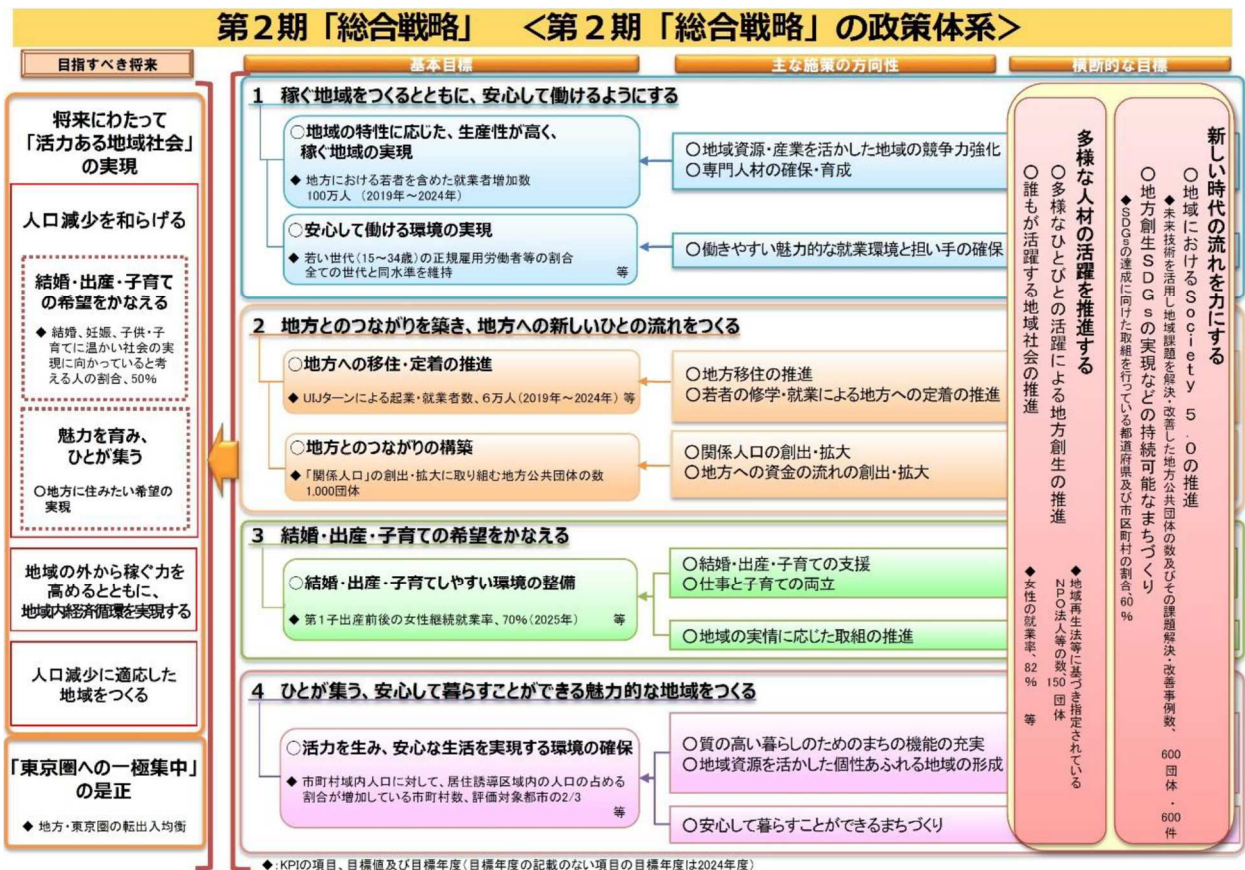 第２期「総合戦略」　＜第２期「総合戦略」の政策体系＞
目指すべき将来
基本目標
主な施策の方向性
横断的な目標
将来にわたって
「活力ある地域社会」
の実現
人口減少を和らげる
結婚・出産・子育て
の希望をかなえる
◆ 結婚、妊娠、子供・子
育てに温かい社会の実
現に向かっていると考
える人の割合、50％
魅力を育み、
ひとが集う
○地方に住みたい希望の
実現
地域の外から稼ぐ力を
高めるとともに、
地域内経済循環を実現する
人口減少に適応した
地域をつくる
「東京圏への一極集中」
の是正
◆ 地方・東京圏の転出入均衡
１ 稼ぐ地域をつくるとともに、安心して働けるようにする
○地域の特性に応じた、生産性が高く、
稼ぐ地域の実現
◆ 地方における若者を含めた就業者増加数
100万人 （2019年～2024年）
○地域資源・産業を活かした地域の競争力強化
○専門人材の確保・育成
○安心して働ける環境の実現
◆ 若い世代（15～34歳）の正規雇用労働者等の割合
全ての世代と同水準を維持 等
○働きやすい魅力的な就業環境と担い手の確保
２ 地方とのつながりを築き、地方への新しいひとの流れをつくる
○地方への移住・定着の推進
◆ UIJターンによる起業・就業者数、６万人（2019年～2024年） 等
○地方移住の推進
○若者の修学・就業による地方への定着の推進
○地方とのつながりの構築
◆「関係人口」の創出・拡大に取り組む地方公共団体の数
1,000団体
○関係人口の創出・拡大
○地方への資金の流れの創出・拡大
３ 結婚・出産・子育ての希望をかなえる
○結婚・出産・子育てしやすい環境の整備
◆ 第１子出産前後の女性継続就業率、70％（2025年） 等
○結婚・出産・子育ての支援
○仕事と子育ての両立
○地域の実情に応じた取組の推進
４ ひとが集う、安心して暮らすことができる魅力的な地域をつくる
○活力を生み、安心な生活を実現する環境の確保
◆ 市町村域内人口に対して、居住誘導区域内の人口の占める
割合が増加している市町村数、評価対象都市の2/3
等
○質の高い暮らしのためのまちの機能の充実
○地域資源を活かした個性あふれる地域の形成
○安心して暮らすことができるまちづくり
新しい時代の流れを力にする
○地域におけるＳｏｃｉｅｔｙ ５.０の推進
◆未来技術を活用し地域課題を解決・改善した地方公共団体の数及びその課題解決・改善事例数、600団体・600件
○地方創生ＳＤＧｓの実現などの持続可能なまちづくり
◆ＳＤＧｓの達成に向けた取組を行っている都道府県及び市区町村の割合、60％
多様な人材の活躍を推進する
○多様なひとびとの活躍による地方創生の推進
◆地域再生法等に基づき指定されている
ＮＰＯ法人等の数、150団体
○誰もが活躍する地域社会の推進
◆女性の就業率、82％ 等
◆：KPIの項目、目標値及び目標年度（目標年度の記載のない項目の目標年度は2024年度）